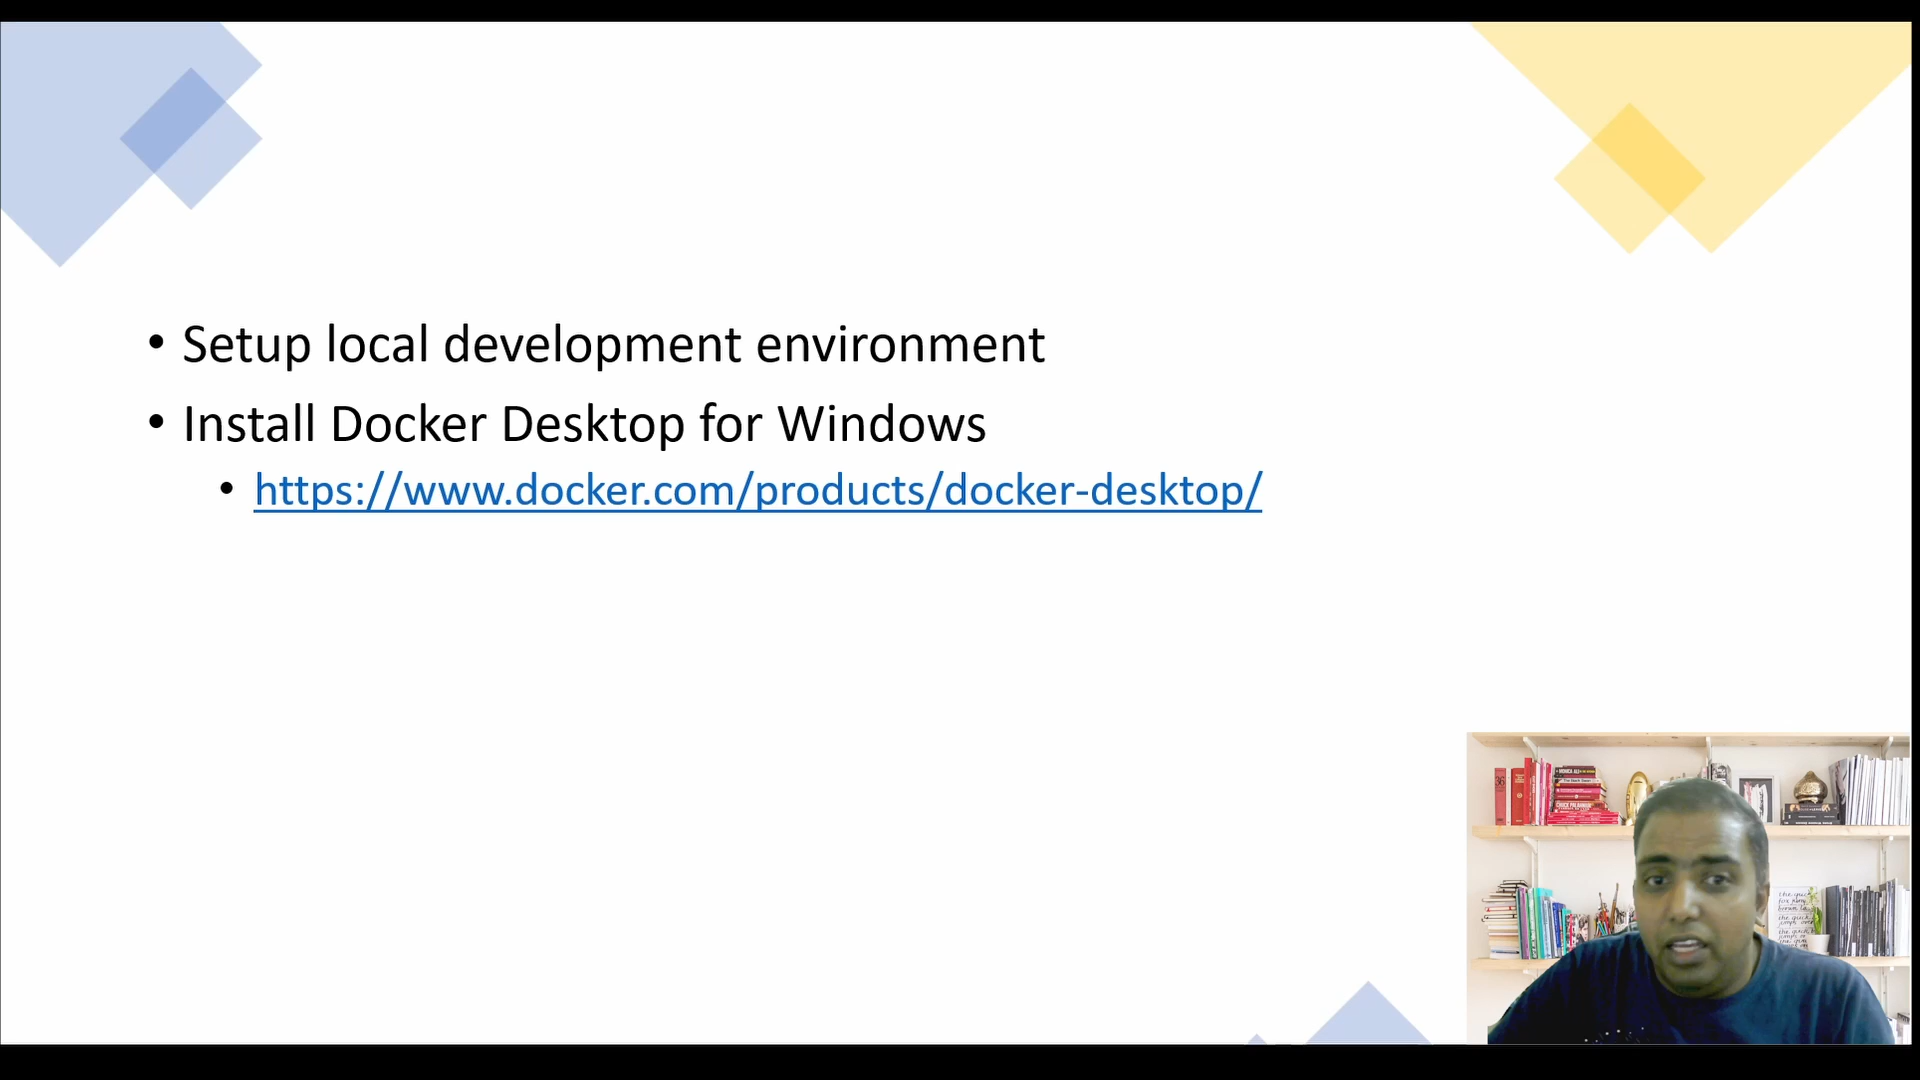 • Setup local development environment
• Install Docker Desktop for Windows
• https://www.docker.com/products/docker-desktop/